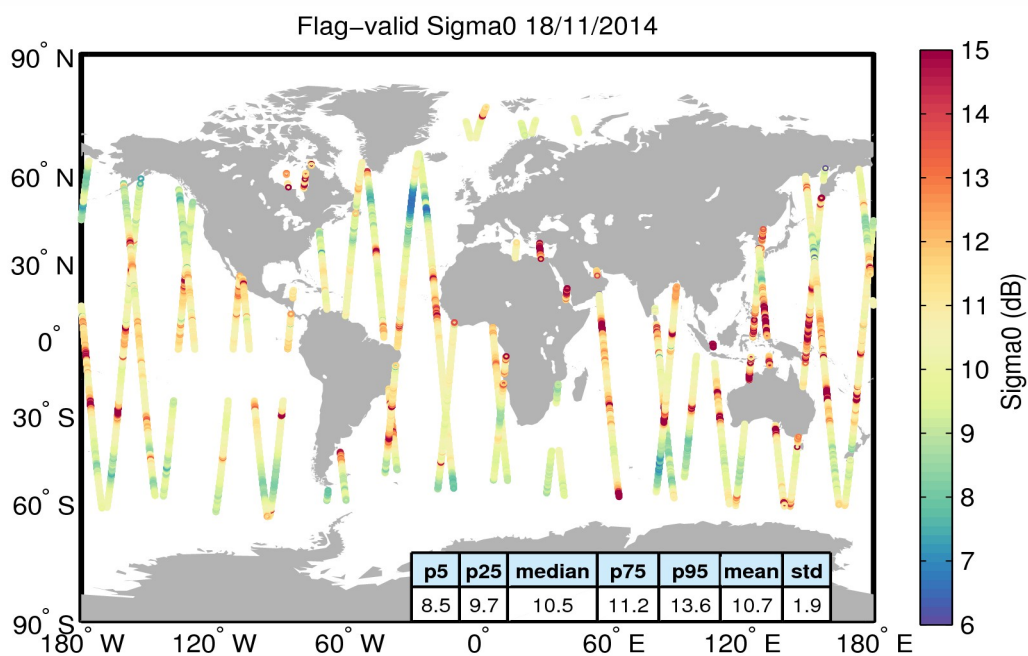 Flag−valid Sigma0 18/11/2014
90° N
60° N
30° N
0°
30° S
60° S
90° S
180° W
120° W
60° W
0°
60° E
120° E
180° E
p5 p25 median p75 p95 mean std
8.5 9.7 10.5 11.2 13.6 10.7 1.9
15
14
13
12
11
10
9
8
7
6
Sigma0 (dB)